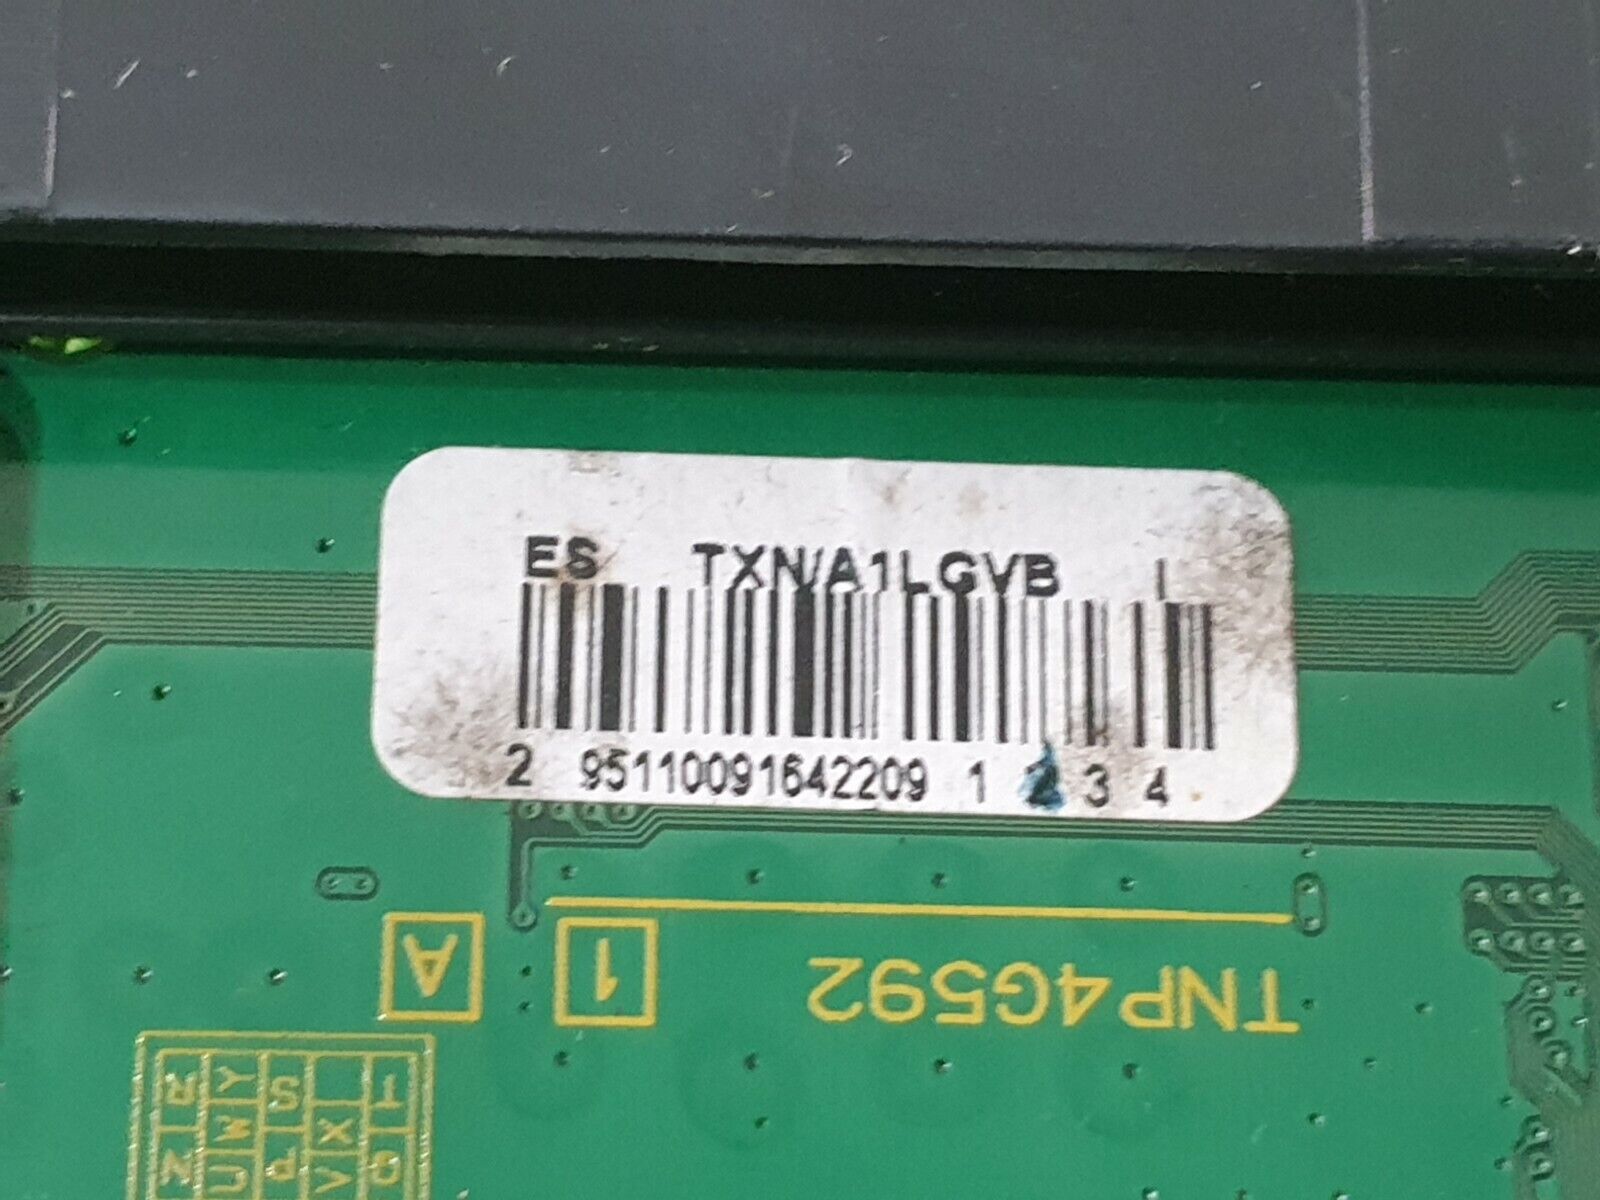 ES TXN/A1LGVB
2 95110091642209 1 2 3 4
TNP4G592 1 A
T S Y R
Q X P W U N
V